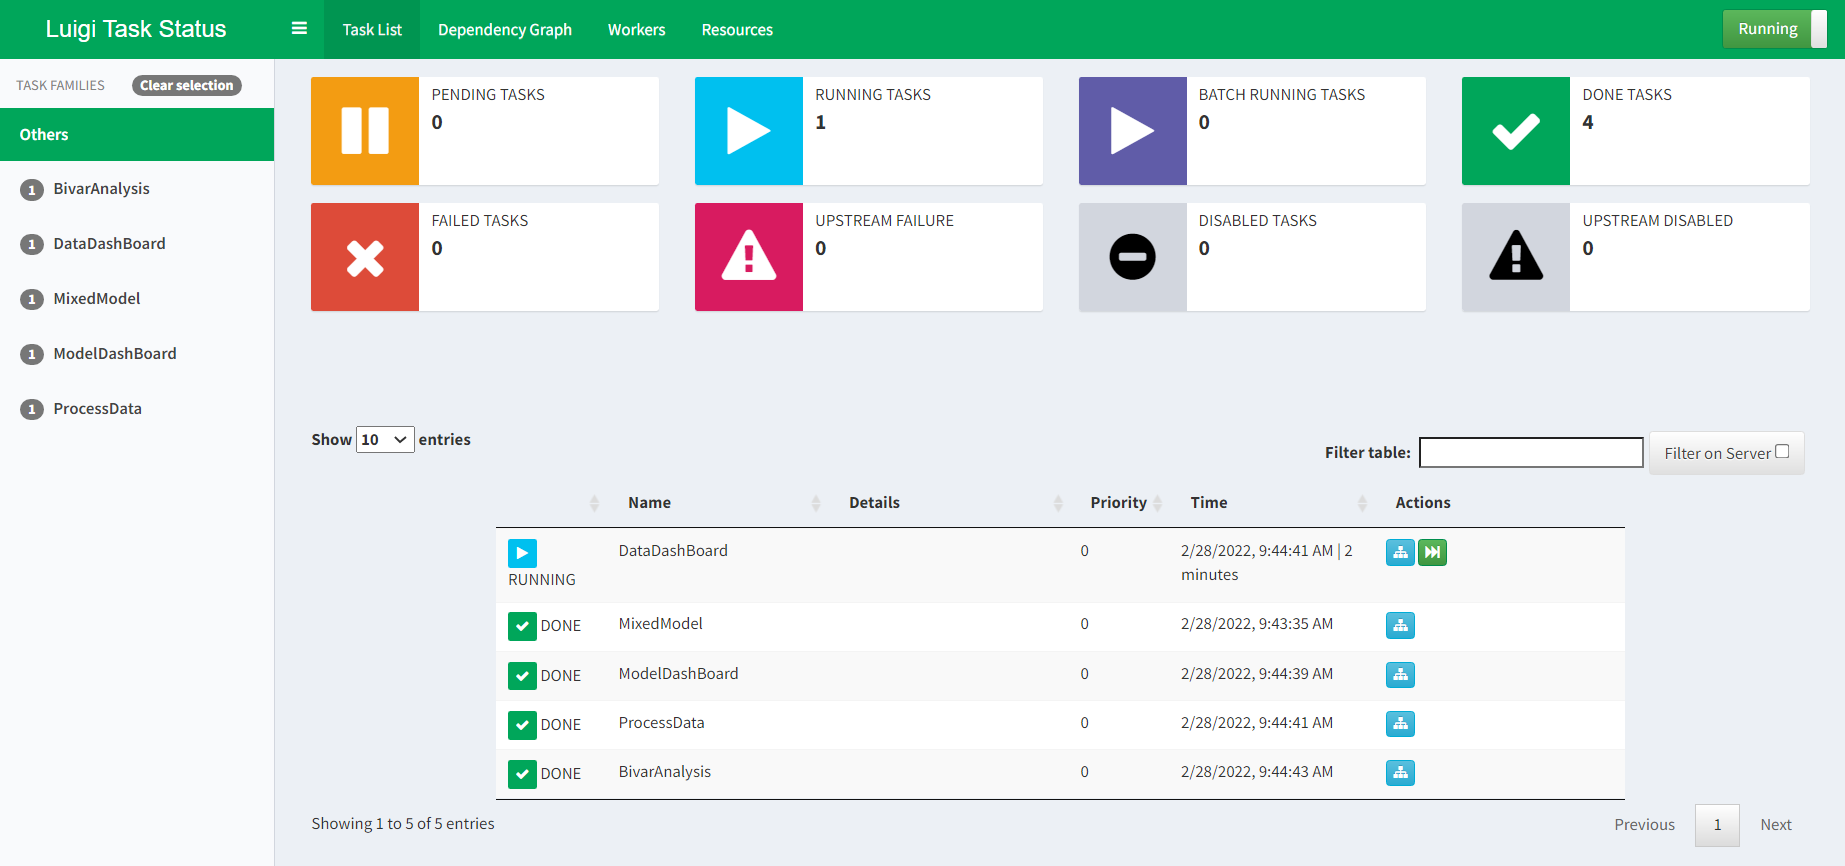 Luigi Task Status
Task List
Dependency Graph
Workers
Resources
Running
TASK FAMILIES
Clear selection
Others
1 BivarAnalysis
1 DataDashBoard
1 MixedModel
1 ModelDashBoard
1 ProcessData
PENDING TASKS
0
RUNNING TASKS
1
BATCH RUNNING TASKS
0
DONE TASKS
4
FAILED TASKS
0
UPSTREAM FAILURE
0
DISABLED TASKS
0
UPSTREAM DISABLED
0
Show 10 entries
Filter table:
Filter on Server
Name Details Priority Time Actions
RUNNING DataDashBoard 0 2/28/2022, 9:44:41 AM | 2
minutes
DONE MixedModel 0 2/28/2022, 9:43:35 AM
DONE ModelDashBoard 0 2/28/2022, 9:44:39 AM
DONE ProcessData 0 2/28/2022, 9:44:41 AM
DONE BivarAnalysis 0 2/28/2022, 9:44:43 AM
Showing 1 to 5 of 5 entries
Previous 1 Next